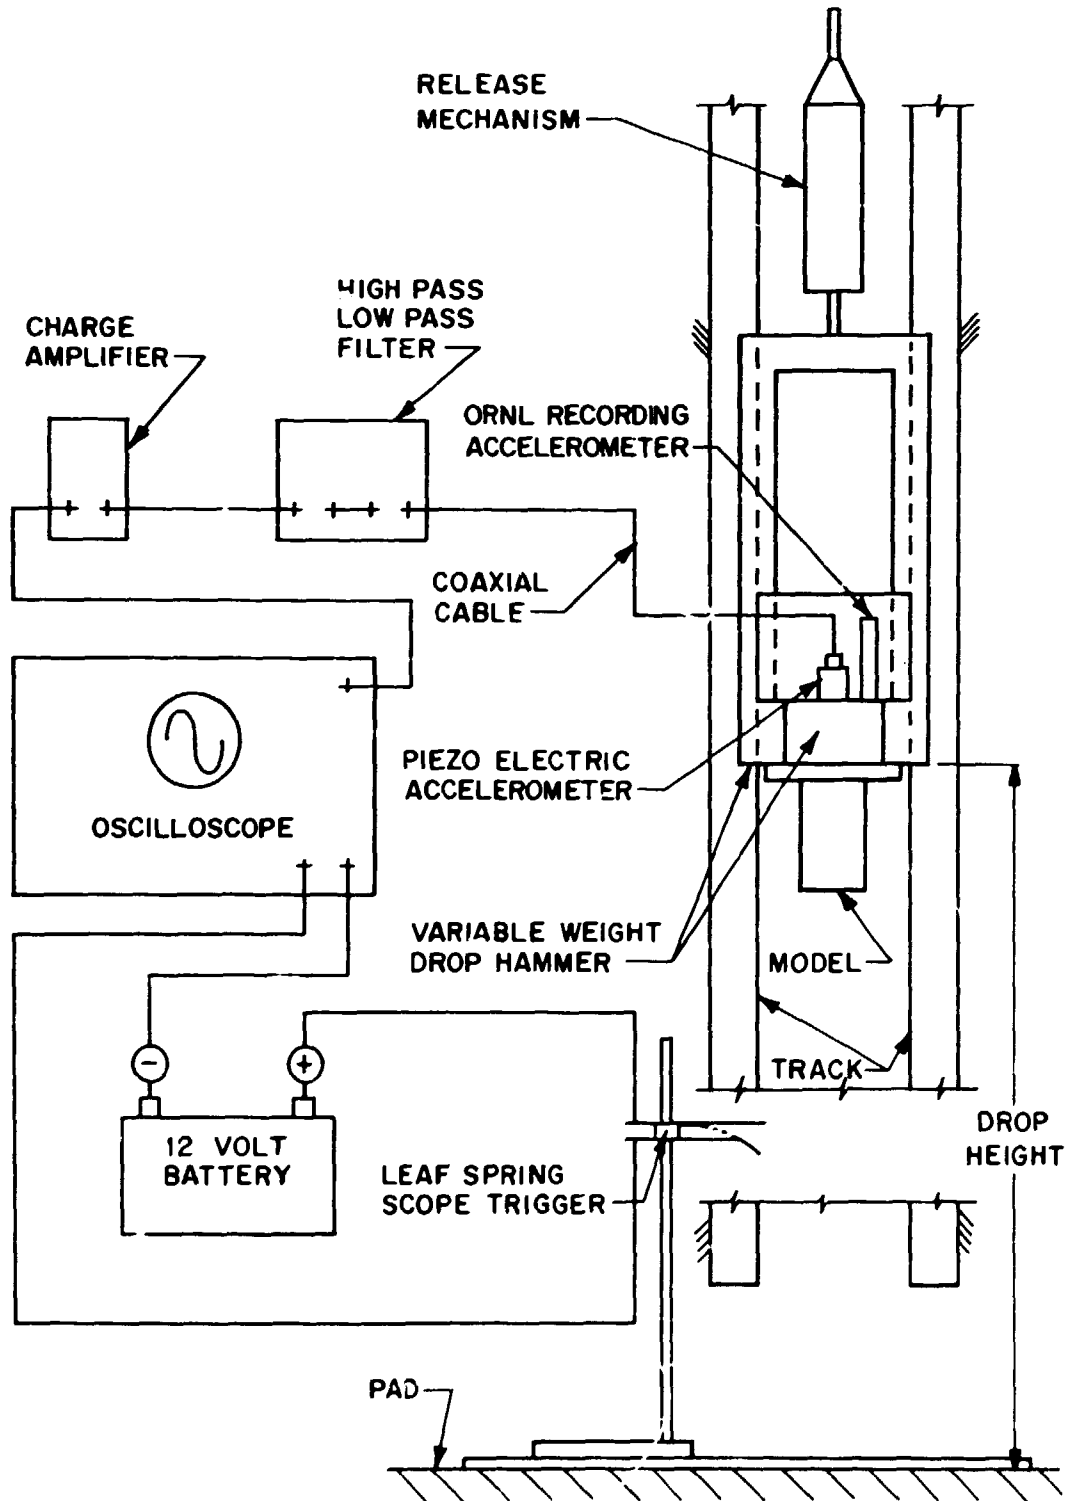 RELEASE
MECHANISM
HIGH PASS
LOW PASS
FILTER
CHARGE
AMPLIFIER
ORNL RECORDING
ACCELEROMETER
COAXIAL
CABLE
PIEZO ELECTRIC
ACCELEROMETER
OSCILLOSCOPE
VARIABLE WEIGHT
DROP HAMMER
MODEL
TRACK
DROP
HEIGHT
-
+
12 VOLT
BATTERY
LEAF SPRING
SCOPE TRIGGER
PAD